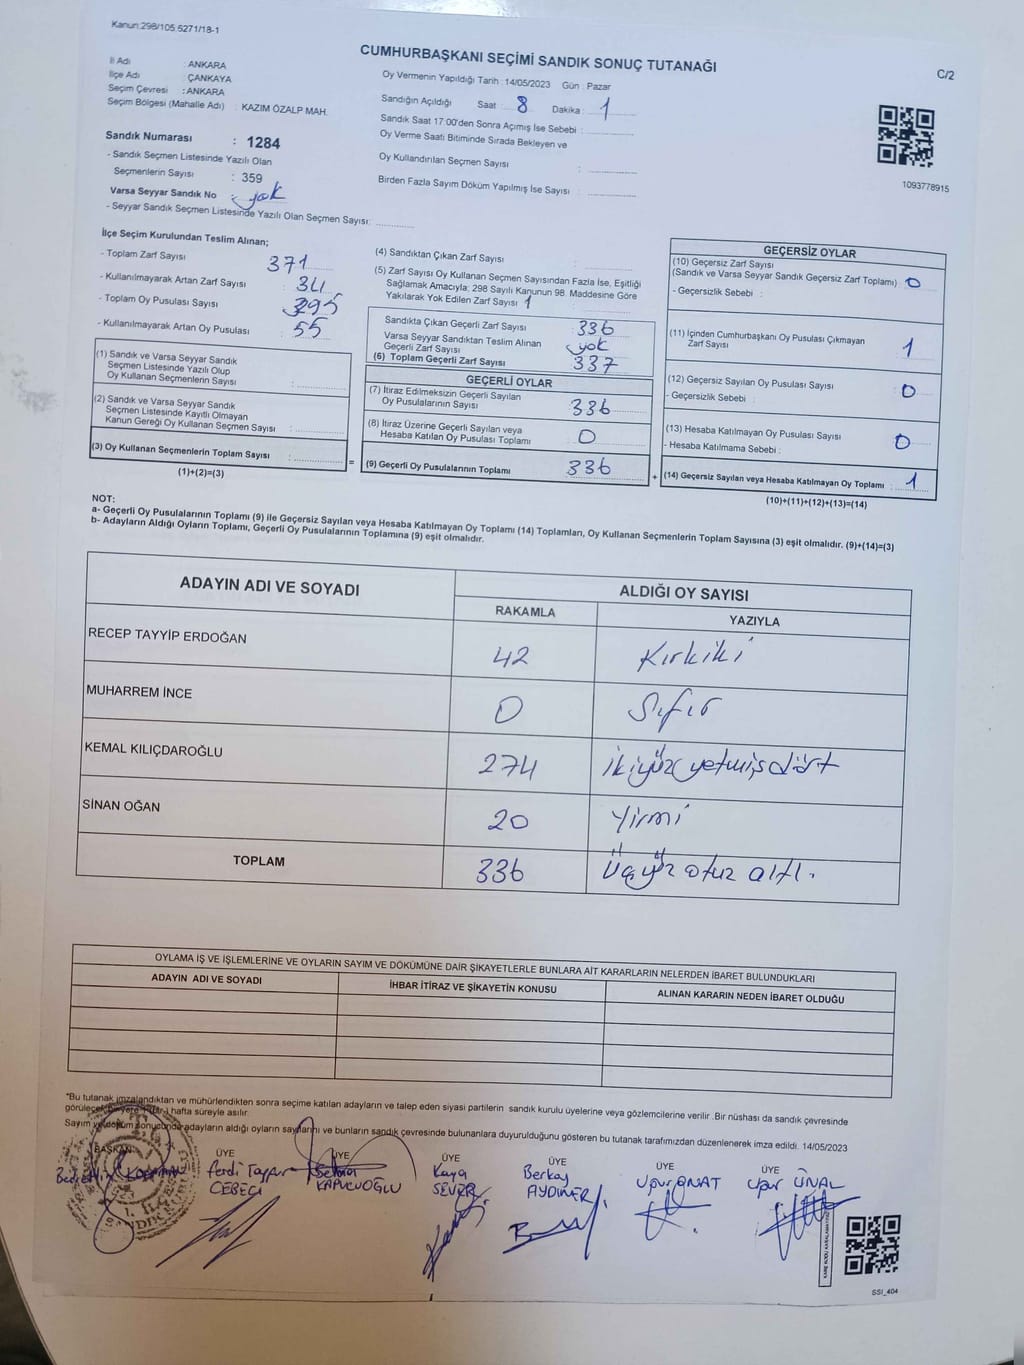 Kanun:298/105.5271/18-1
CUMHURBAŞKANI SEÇİMİ SANDIK SONUÇ TUTANAĞI
C/2
İl Adı : ANKARA
İlçe Adı : ÇANKAYA
Seçim Çevresi : ANKARA
Seçim Bölgesi (Mahalle Adı) : KAZIM ÖZALP MAH.
Sandık Numarası : 1284
- Sandık Seçmen Listesinde Yazılı Olan
Seçmenlerin Sayısı : 359
Varsa Seyyar Sandık No : yok
- Seyyar Sandık Seçmen Listesinde Yazılı Olan Seçmen Sayısı:
Oy Vermenin Yapıldığı Tarih : 14/05/2023 Gün : Pazar
Sandığın Açıldığı Saat : 8 Dakika : 1
Sandık Saat 17:00'den Sonra Açımış İse Sebebi :
Oy Verme Saati Bitiminde Sırada Bekleyen ve
Oy Kullandırılan Seçmen Sayısı :
Birden Fazla Sayım Döküm Yapılmış İse Sayısı :
1093778915
İlçe Seçim Kurulundan Teslim Alınan;
- Toplam Zarf Sayısı : 371
- Kullanılmayarak Artan Zarf Sayısı : 34
- Toplam Oy Pusulası Sayısı : 395
- Kullanılmayarak Artan Oy Pusulası : 55
(1) Sandık ve Varsa Seyyar Sandık
Seçmen Listesinde Yazılı Olup
Oy Kullanan Seçmenlerin Sayısı :
(2) Sandık ve Varsa Seyyar Sandık
Seçmen Listesinde Kayıtlı Olmayan
Kanun Gereği Oy Kullanan Seçmen Sayısı :
(3) Oy Kullanan Seçmenlerin Toplam Sayısı :
(1)+(2)=(3)
(4) Sandıktan Çıkan Zarf Sayısı :
(5) Zarf Sayısı Oy Kullanan Seçmen Sayısından Fazla İse, Eşitliği
Sağlamak Amacıyla; 298 Sayılı Kanunun 98. Maddesine Göre
Yakılarak Yok Edilen Zarf Sayısı : 1
Sandıkta Çıkan Geçerli Zarf Sayısı : 336
Varsa Seyyar Sandıktan Teslim Alınan
Geçerli Zarf Sayısı : yok
(6) Toplam Geçerli Zarf Sayısı : 337
GEÇERLİ OYLAR
(7) İtiraz Edilmeksizin Geçerli Sayılan
Oy Pusulalarının Sayısı : 336
(8) İtiraz Üzerine Geçerli Sayılan veya
Hesaba Katılan Oy Pusulası Toplamı : 0
= (9) Geçerli Oy Pusulalarının Toplamı : 336
GEÇERSİZ OYLAR
(10) Geçersiz Zarf Sayısı
(Sandık ve Varsa Seyyar Sandık Geçersiz Zarf Toplamı) : 0
- Geçersizlik Sebebi :
(11) İçinden Cumhurbaşkanı Oy Pusulası Çıkmayan
Zarf Sayısı : 1
(12) Geçersiz Sayılan Oy Pusulası Sayısı : 0
- Geçersizlik Sebebi :
(13) Hesaba Katılmayan Oy Pusulası Sayısı : 0
- Hesaba Katılmama Sebebi :
+ (14) Geçersiz Sayılan veya Hesaba Katılmayan Oy Toplamı : 1
(10)+(11)+(12)+(13)=(14)
NOT:
a- Geçerli Oy Pusulalarının Toplamı (9) ile Geçersiz Sayılan veya Hesaba Katılmayan Oy Toplamı (14) Toplamları, Oy Kullanan Seçmenlerin Toplam Sayısına (3) eşit olmalıdır. (9)+(14)=(3)
b- Adayların Aldığı Oyların Toplamı, Geçerli Oy Pusulalarının Toplamına (9) eşit olmalıdır.
ADAYIN ADI VE SOYADI ALDIĞI OY SAYISI
RAKAMLA YAZIYLA
RECEP TAYYİP ERDOĞAN 42 Kırkiki
MUHARREM İNCE 0 Sıfır
KEMAL KILIÇDAROĞLU 274 İkiyüzyetmişdört
SİNAN OĞAN 20 Yirmi
TOPLAM 336 Üçyüz otuz altı.
OYLAMA İŞ VE İŞLEMLERİNE VE OYLARIN SAYIM VE DÖKÜMÜNE DAİR ŞİKAYETLERLE BUNLARA AİT KARARLARIN NELERDEN İBARET BULUNDUKLARI
ADAYIN ADI VE SOYADI İHBAR İTİRAZ VE ŞİKAYETİN KONUSU ALINAN KARARIN NEDEN İBARET OLDUĞU
*Bu tutanak imzalandıktan ve mühürlendikten sonra seçime katılan adayların ve talep eden siyasi partilerin sandık kurulu üyelerine veya gözlemcilerine verilir .Bir nüshası da sandık çevresinde
hafta süreyle asılır.
Sayım ve döküm sonucunda adayların aldığı oyların sayılarını ve bunların sandık çevresinde bulunanlara duyurulduğunu gösteren bu tutanak tarafımızdan düzenlenerek imza edildi. 14/05/2023
BAŞKAN ÜYE ÜYE ÜYE ÜYE ÜYE ÜYE
Ferdi Tayfur Kaya Berkay Uğur ONAT Uğur ÜNAL
CEBECİ KAPUCUOĞLU SEVER AYDINER
SSI_404